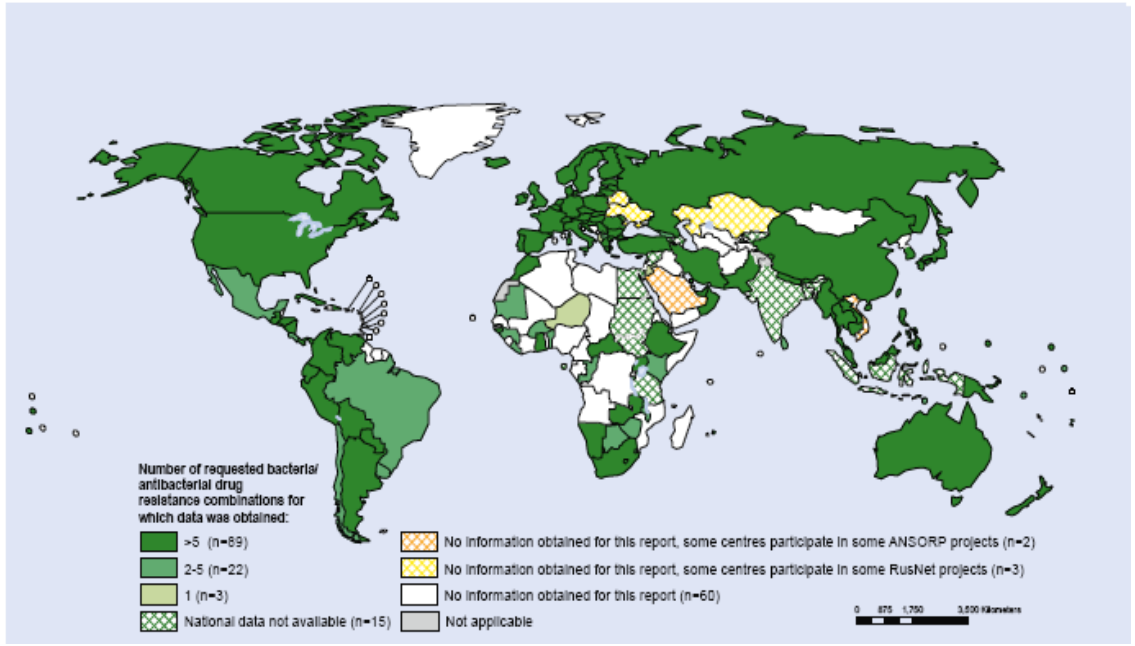 Number of requested bacteria/
antibacterial drug
resistance combinations for
which data was obtained:
>5 (n=89)
2-5 (n=22)
1 (n=3)
National data not available (n=15)
No information obtained for this report, some centres participate in some ANSORP projects (n=2)
No information obtained for this report, some centres participate in some RusNet projects (n=3)
No information obtained for this report (n=60)
Not applicable
0 875 1,750 3,500 Kilometers